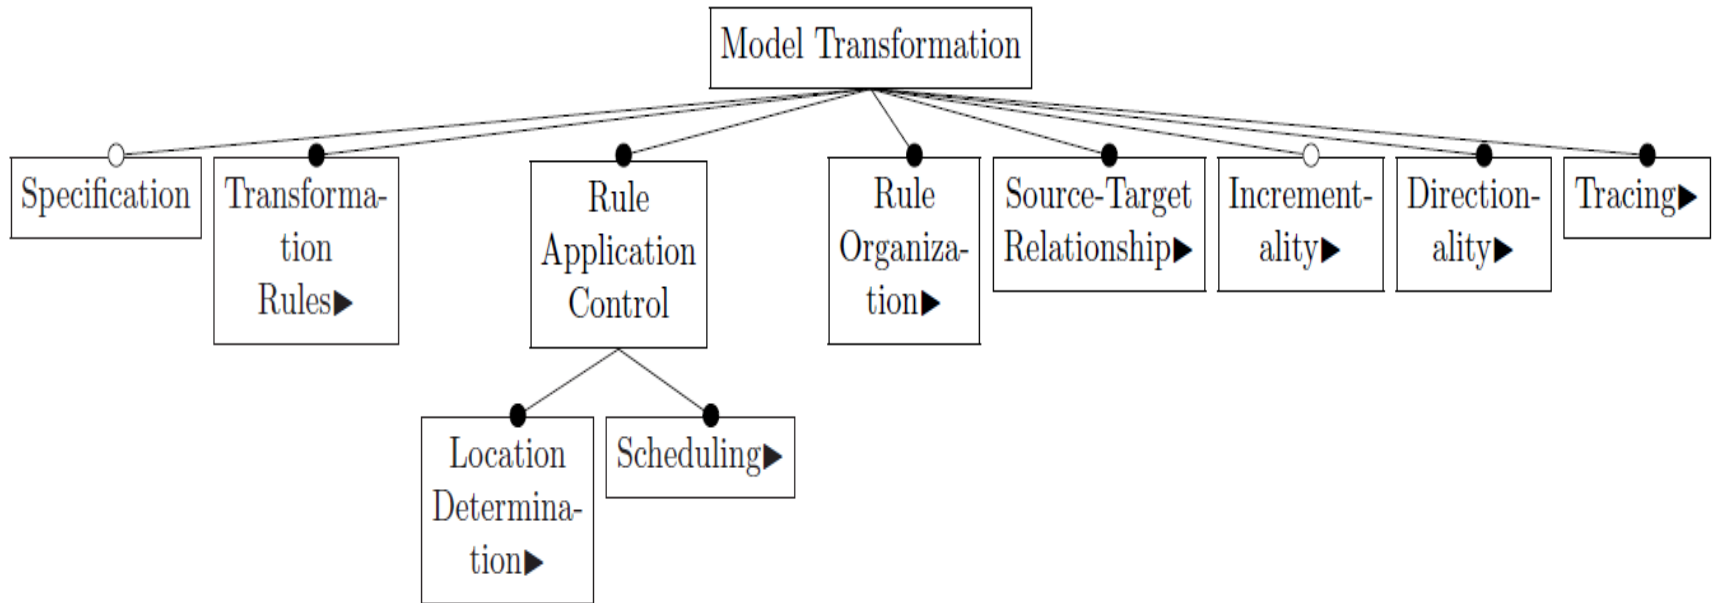 Model Transformation
Specification
Transforma-
tion
Rules▶
Rule
Application
Control
Rule
Organiza-
tion▶
Source-Target
Relationship▶
Increment-
ality▶
Direction-
ality▶
Tracing▶
Location
Determina-
tion▶
Scheduling▶